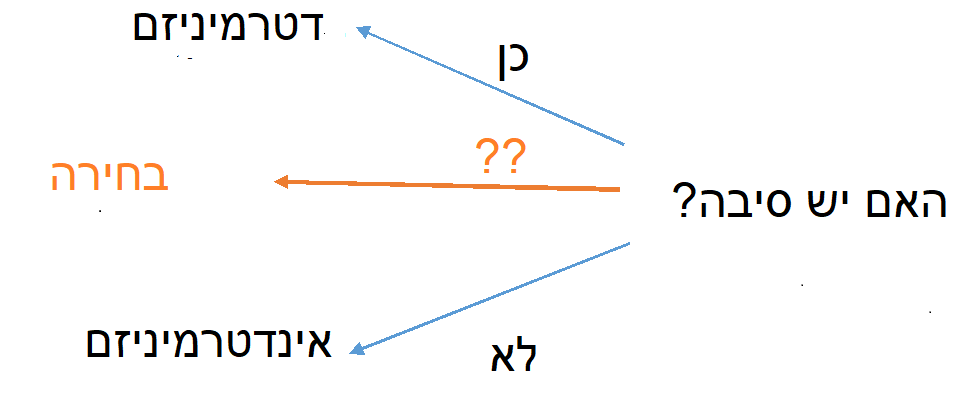 דטרמיניזם
כן
??
בחירה
האם יש סיבה?
אינדטרמיניזם
לא